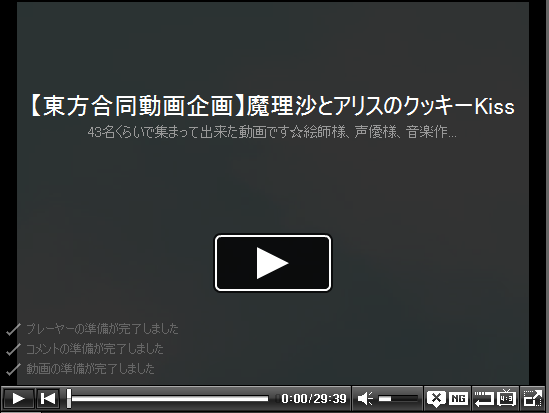 【東方合同動画企画】魔理沙とアリスのクッキーKiss
43名くらいで集まって出来た動画です☆絵師様、声優様、音楽作...
プレーヤーの準備が完了しました
コメントの準備が完了しました
動画の準備が完了しました
0:00/29:39
NG
4:3